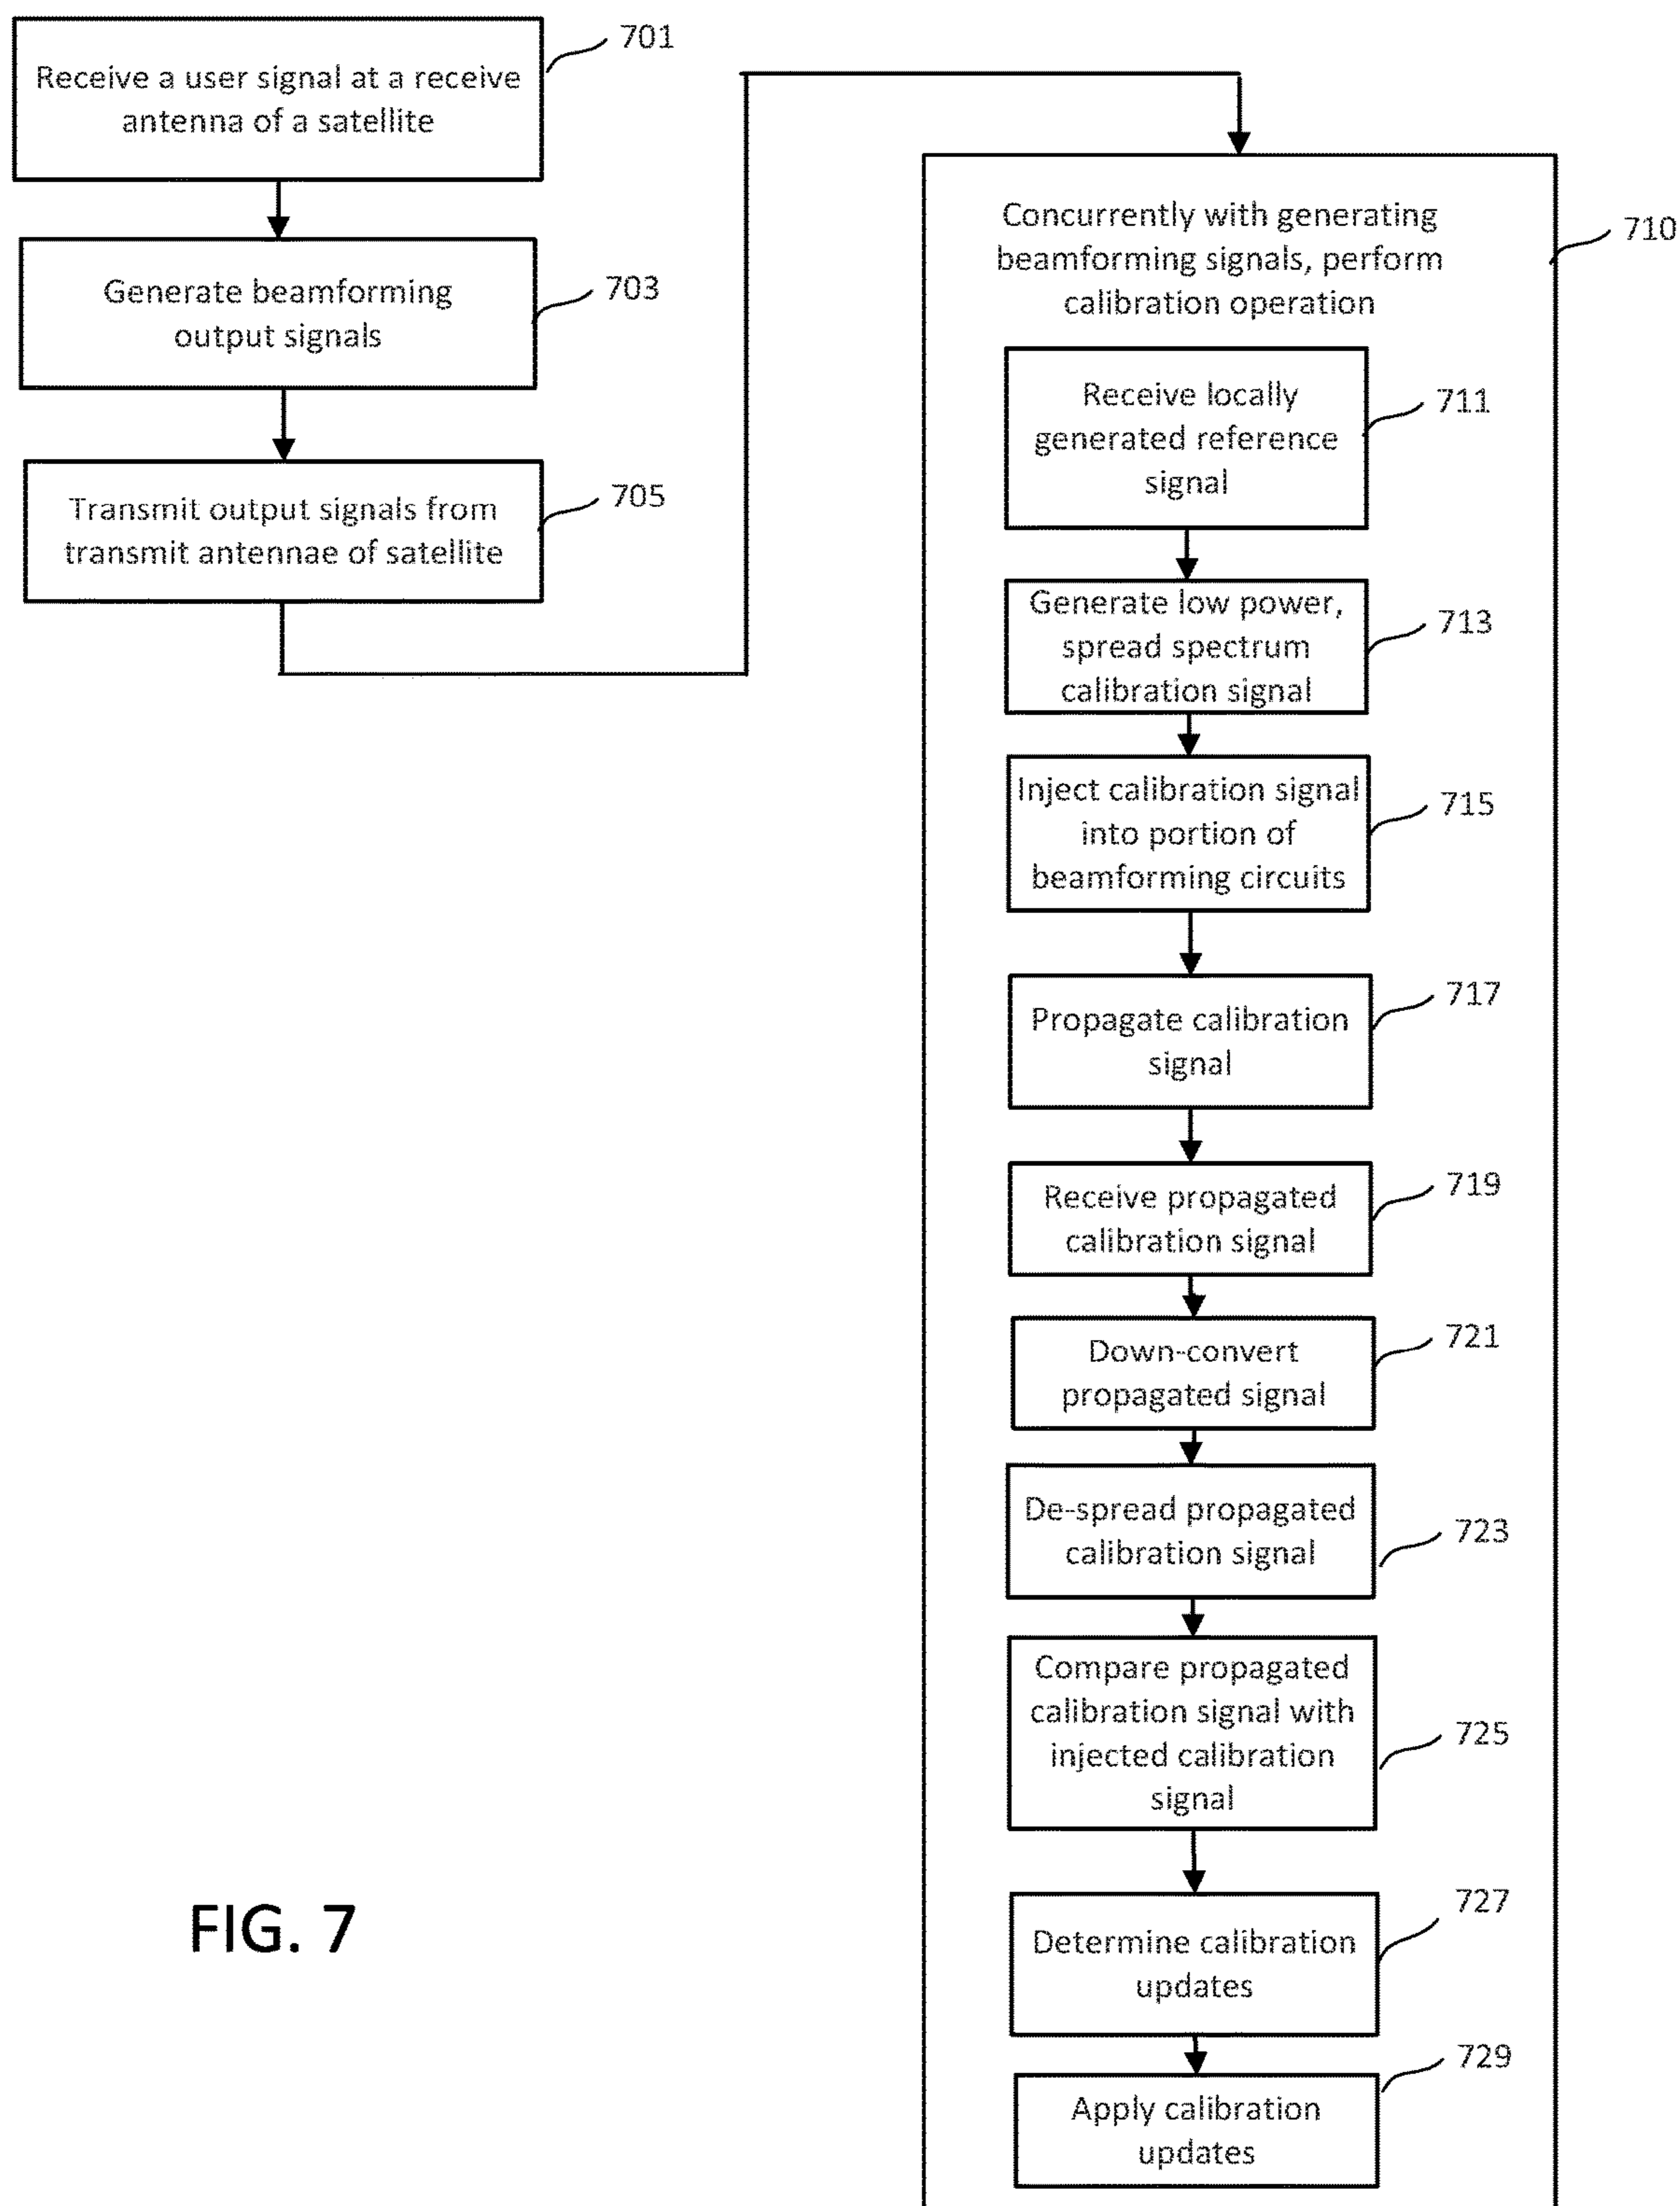 Receive a user signal at a receive
antenna of a satellite
701
Generate beamforming
output signals
703
Transmit output signals from
transmit antennae of satellite
705
Concurrently with generating
beamforming signals, perform
calibration operation
710
Receive locally
generated reference
signal
711
Generate low power,
spread spectrum
calibration signal
713
Inject calibration signal
into portion of
beamforming circuits
715
Propagate calibration
signal
717
Receive propagated
calibration signal
719
Down-convert
propagated signal
721
De-spread propagated
calibration signal
723
Compare propagated
calibration signal with
injected calibration
signal
725
Determine calibration
updates
727
Apply calibration
updates
729
FIG. 7